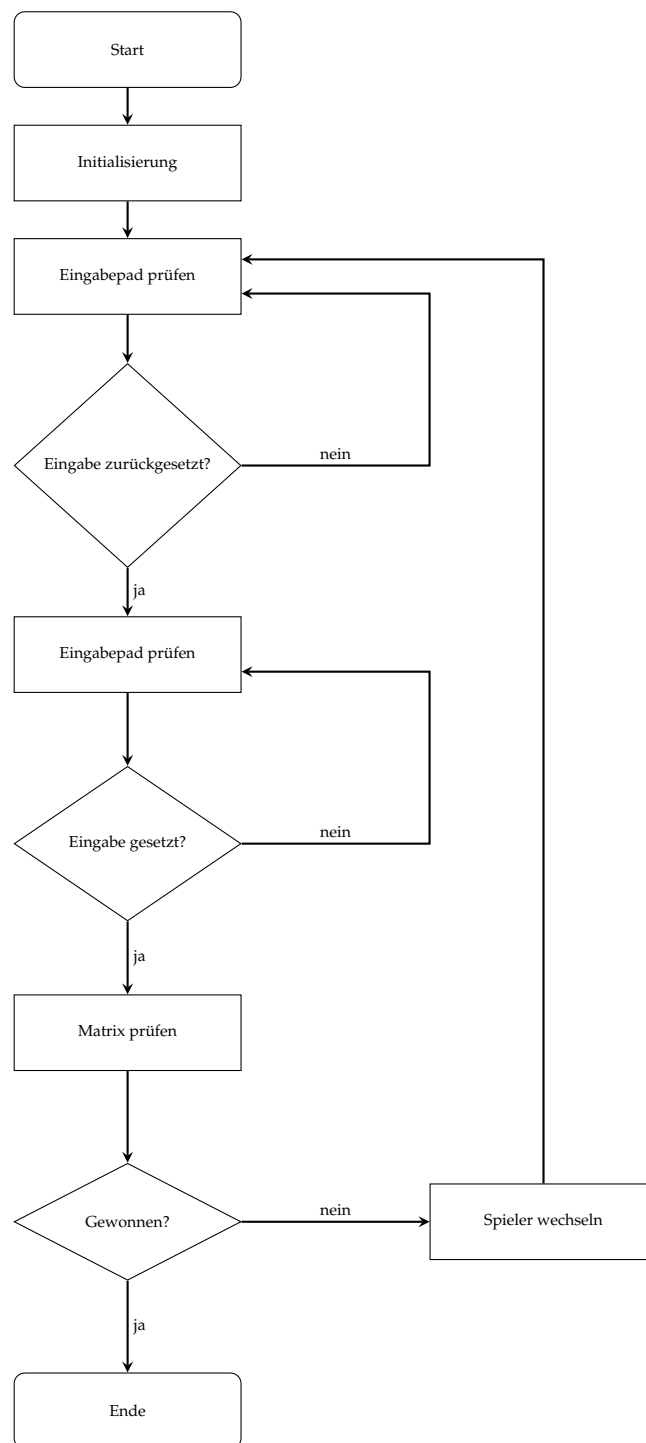 Start
Initialisierung
Eingabepad prüfen
Eingabe zurückgesetzt?
nein
ja
Eingabepad prüfen
Eingabe gesetzt?
nein
ja
Matrix prüfen
Gewonnen?
nein
Spieler wechseln
ja
Ende